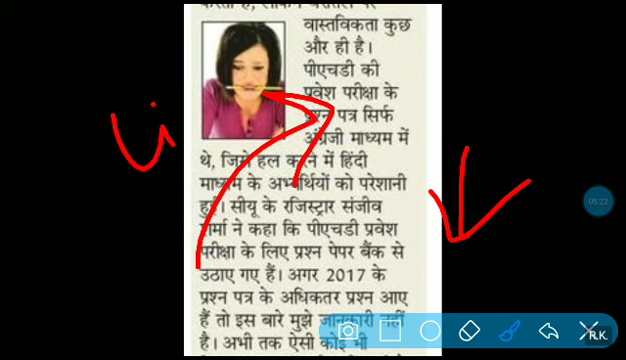 वास्तविकता कुछ
और ही है।
पीएचडी की
प्रवेश परीक्षा के
प्रश्न पत्र सिर्फ
अंग्रेजी माध्यम में
थे, जिसे हल करने में हिंदी
माध्यम के अभ्यर्थियों को परेशानी
हुई। सीयू के रजिस्ट्रार संजीव
शर्मा ने कहा कि पीएचडी प्रवेश
परीक्षा के लिए प्रश्न पेपर बैंक से
उठाए गए हैं। अगर 2017 के
प्रश्न पत्र के अधिकतर प्रश्न आए
हैं तो इस बारे मुझे जानकारी नहीं
है। अभी तक ऐसी कोई भी
05:22
R.K.